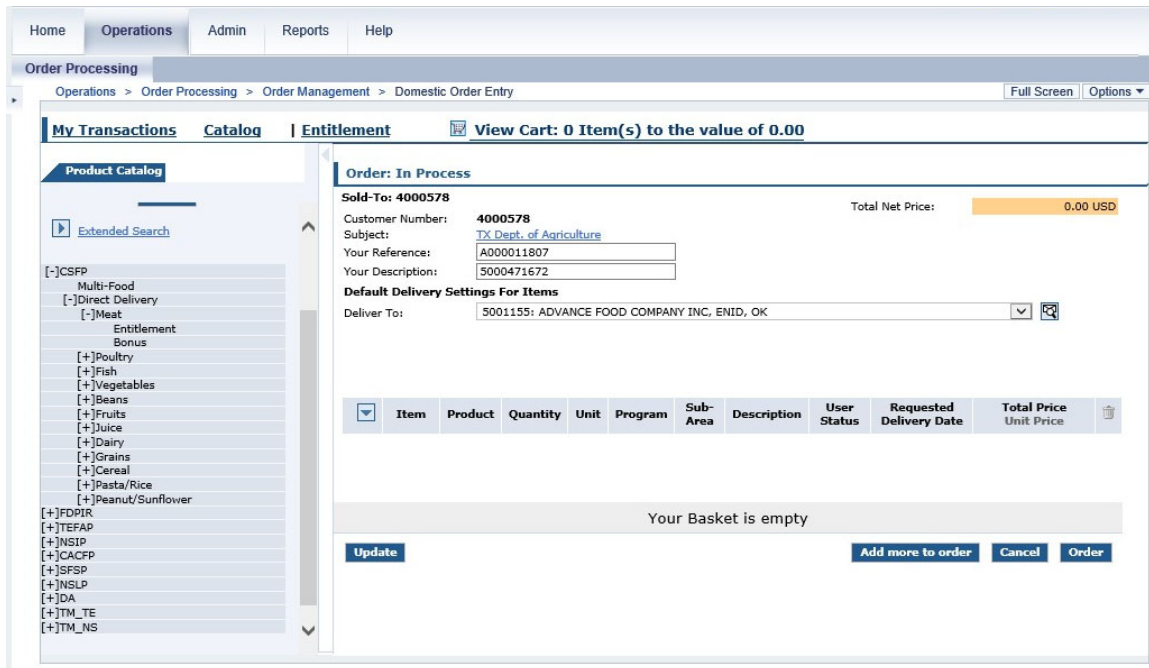 Home Operations Admin Reports Help
Order Processing
Operations > Order Processing > Order Management > Domestic Order Entry Full Screen Options
My Transactions Catalog | Entitlement View Cart: 0 Item(s) to the value of 0.00
Product Catalog
Extended Search
[-]CSFP
Multi-Food
[-]Direct Delivery
[-]Meat
Entitlement
Bonus
[+]Poultry
[+]Fish
[+]Vegetables
[+]Beans
[+]Fruits
[+]Juice
[+]Dairy
[+]Grains
[+]Cereal
[+]Pasta/Rice
[+]Peanut/Sunflower
[+]FDPIR
[+]TEFAP
[+]NSIP
[+]CACFP
[+]SFSP
[+]NSLP
[+]DA
[+]TM_TE
[+]TM_NS
Order: In Process
Sold-To: 4000578
Total Net Price: 0.00 USD
Customer Number: 4000578
Subject: TX Dept. of Agriculture
Your Reference: A000011807
Your Description: 5000471672
Default Delivery Settings For Items
Deliver To: 5001155: ADVANCE FOOD COMPANY INC, ENID, OK
Item Product Quantity Unit Program Sub-Area Description User Status Requested Delivery Date Total Price Unit Price
Your Basket is empty
Update Add more to order Cancel Order